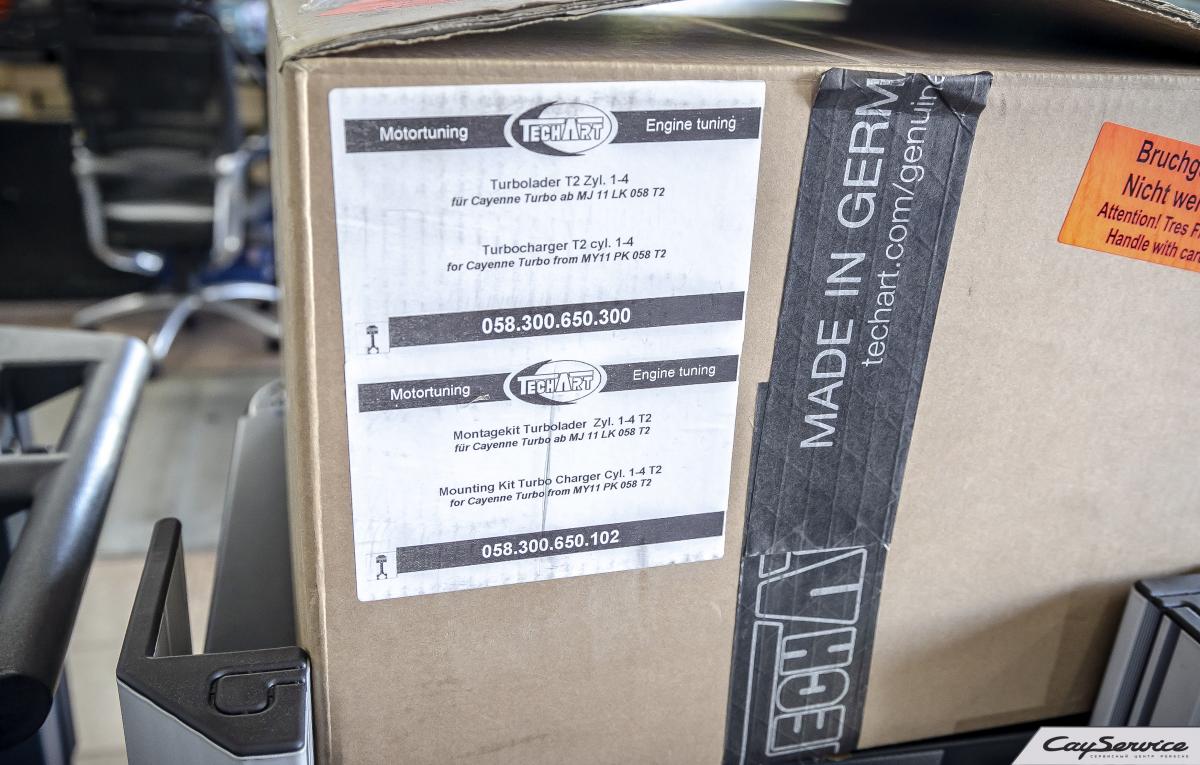 Motortuning TECHART Engine tuning
Turbolader T2 Zyl. 1-4
für Cayenne Turbo ab MJ 11 LK 058 T2
Turbocharger T2 cyl. 1-4
for Cayenne Turbo from MY11 PK 058 T2
058.300.650.300
Motortuning TECHART Engine tuning
Montagekit Turbolader Zyl. 1-4 T2
für Cayenne Turbo ab MJ 11 LK 058 T2
Mounting Kit Turbo Charger Cyl. 1-4 T2
for Cayenne Turbo from MY11 PK 058 T2
058.300.650.102
MADE IN GERM
techart.com/genuine
TECHART
Nicht
Attention! Tres
Handle with
CayService
СЕРВИСНЫЙ ЦЕНТР PORSCHE